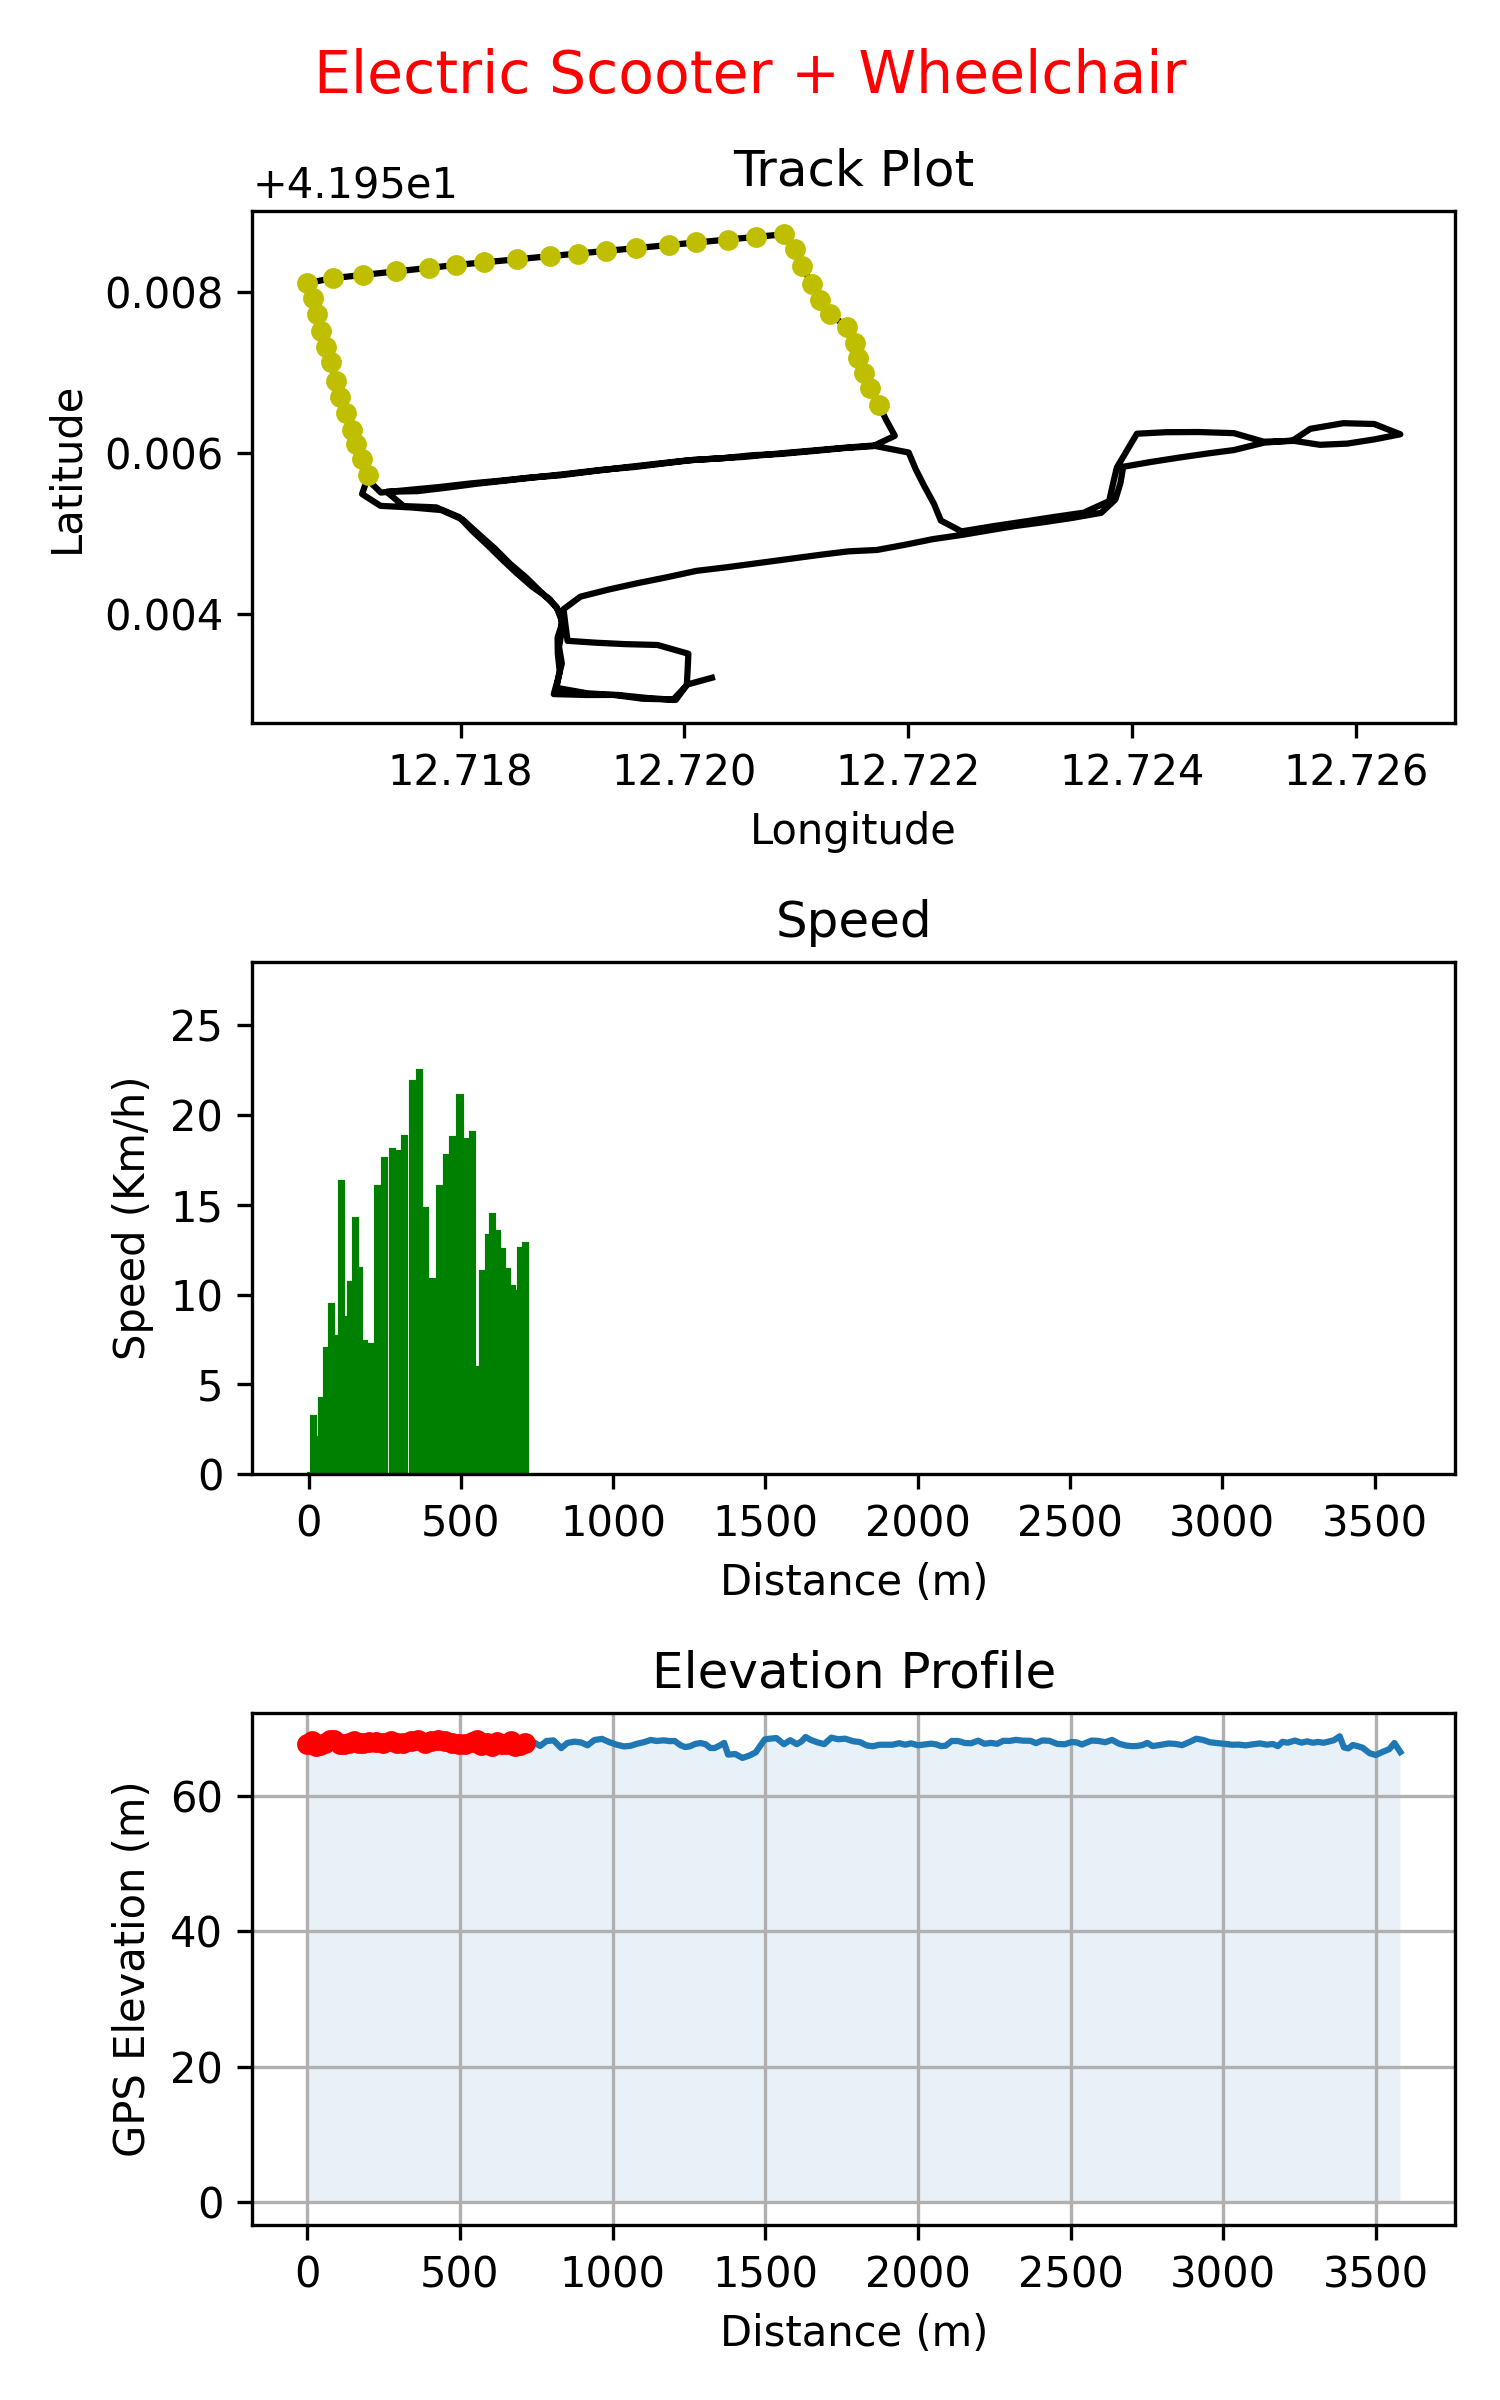 Electric Scooter + Wheelchair
Track Plot
+4.195e1
0.008
0.006
0.004
Latitude
12.718 12.720 12.722 12.724 12.726
Longitude
Speed
25
20
15
10
5
0
Speed (Km/h)
0 500 1000 1500 2000 2500 3000 3500
Distance (m)
Elevation Profile
60
40
20
0
GPS Elevation (m)
0 500 1000 1500 2000 2500 3000 3500
Distance (m)